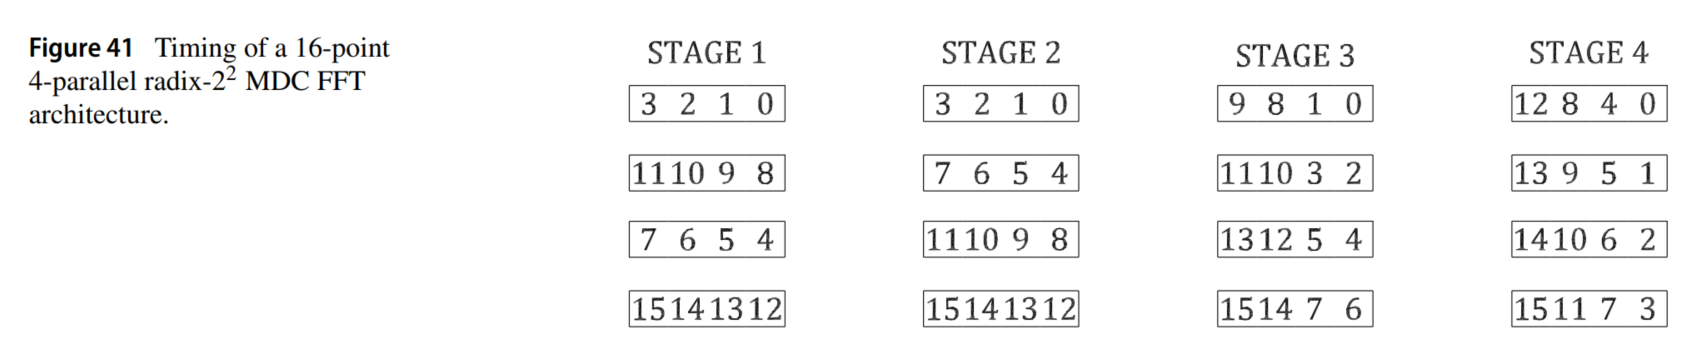 Figure 41 Timing of a 16-point
4-parallel radix-2² MDC FFT
architecture.
STAGE 1 STAGE 2 STAGE 3 STAGE 4
3 2 1 0 3 2 1 0 9 8 1 0 12 8 4 0
11 10 9 8 7 6 5 4 11 10 3 2 13 9 5 1
7 6 5 4 11 10 9 8 13 12 5 4 14 10 6 2
15 14 13 12 15 14 13 12 15 14 7 6 15 11 7 3